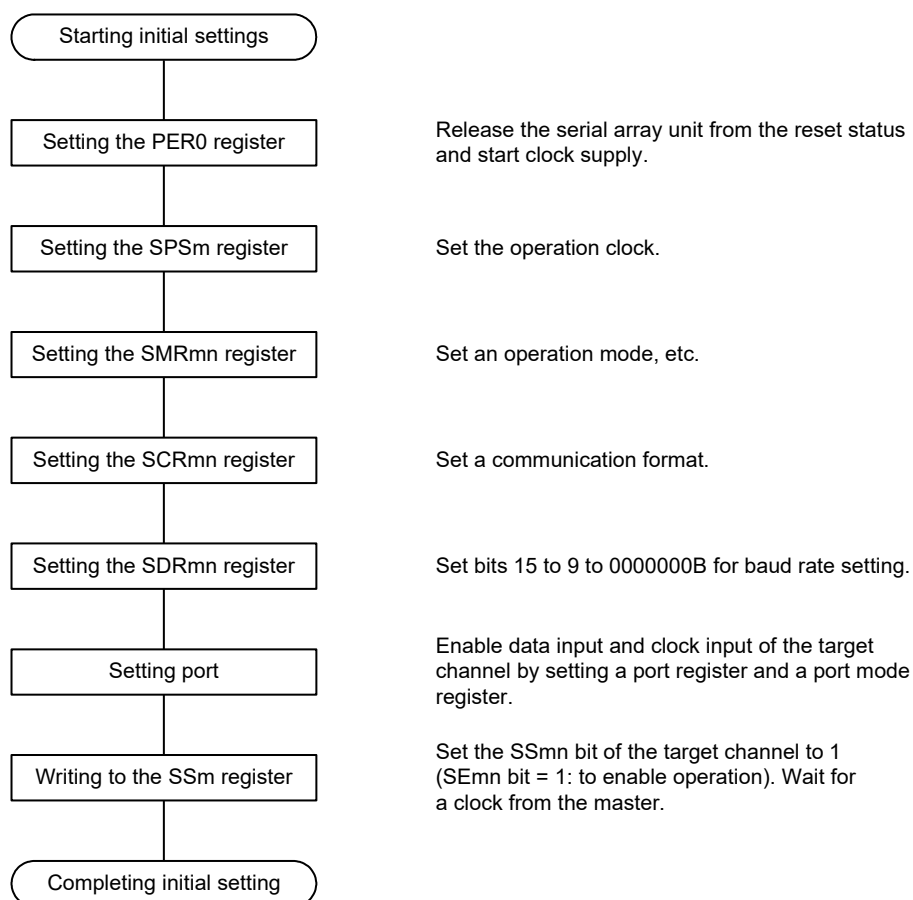 Starting initial settings
Setting the PER0 register
Release the serial array unit from the reset status
and start clock supply.
Setting the SPSm register
Set the operation clock.
Setting the SMRmn register
Set an operation mode, etc.
Setting the SCRmn register
Set a communication format.
Setting the SDRmn register
Set bits 15 to 9 to 0000000B for baud rate setting.
Setting port
Enable data input and clock input of the target
channel by setting a port register and a port mode
register.
Writing to the SSm register
Set the SSmn bit of the target channel to 1
(SEmn bit = 1: to enable operation). Wait for
a clock from the master.
Completing initial setting